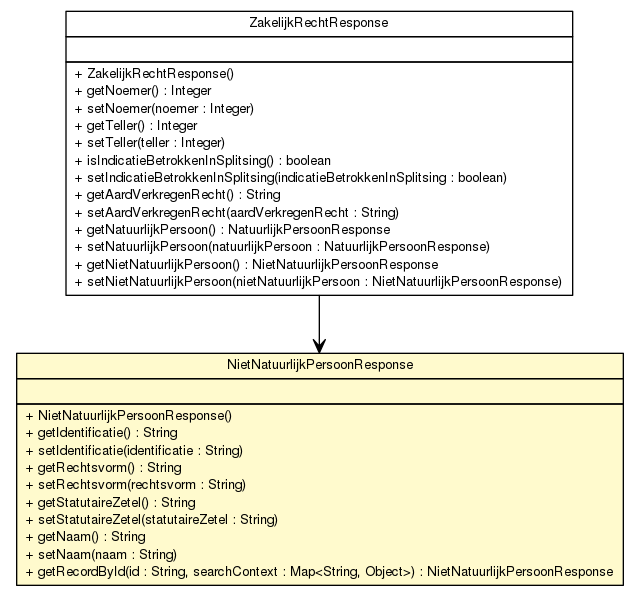 ZakelijkRechtResponse
+ ZakelijkRechtResponse()
+ getNoemer() : Integer
+ setNoemer(noemer : Integer)
+ getTeller() : Integer
+ setTeller(teller : Integer)
+ isIndicatieBetrokkenInSplitsing() : boolean
+ setIndicatieBetrokkenInSplitsing(indicatieBetrokkenInSplitsing : boolean)
+ getAardVerkregenRecht() : String
+ setAardVerkregenRecht(aardVerkregenRecht : String)
+ getNatuurlijkPersoon() : NatuurlijkPersoonResponse
+ setNatuurlijkPersoon(natuurlijkPersoon : NatuurlijkPersoonResponse)
+ getNietNatuurlijkPersoon() : NietNatuurlijkPersoonResponse
+ setNietNatuurlijkPersoon(nietNatuurlijkPersoon : NietNatuurlijkPersoonResponse)
NietNatuurlijkPersoonResponse
+ NietNatuurlijkPersoonResponse()
+ getIdentificatie() : String
+ setIdentificatie(identificatie : String)
+ getRechtsvorm() : String
+ setRechtsvorm(rechtsvorm : String)
+ getStatutaireZetel() : String
+ setStatutaireZetel(statutaireZetel : String)
+ getNaam() : String
+ setNaam(naam : String)
+ getRecordById(id : String, searchContext : Map<String, Object>) : NietNatuurlijkPersoonResponse